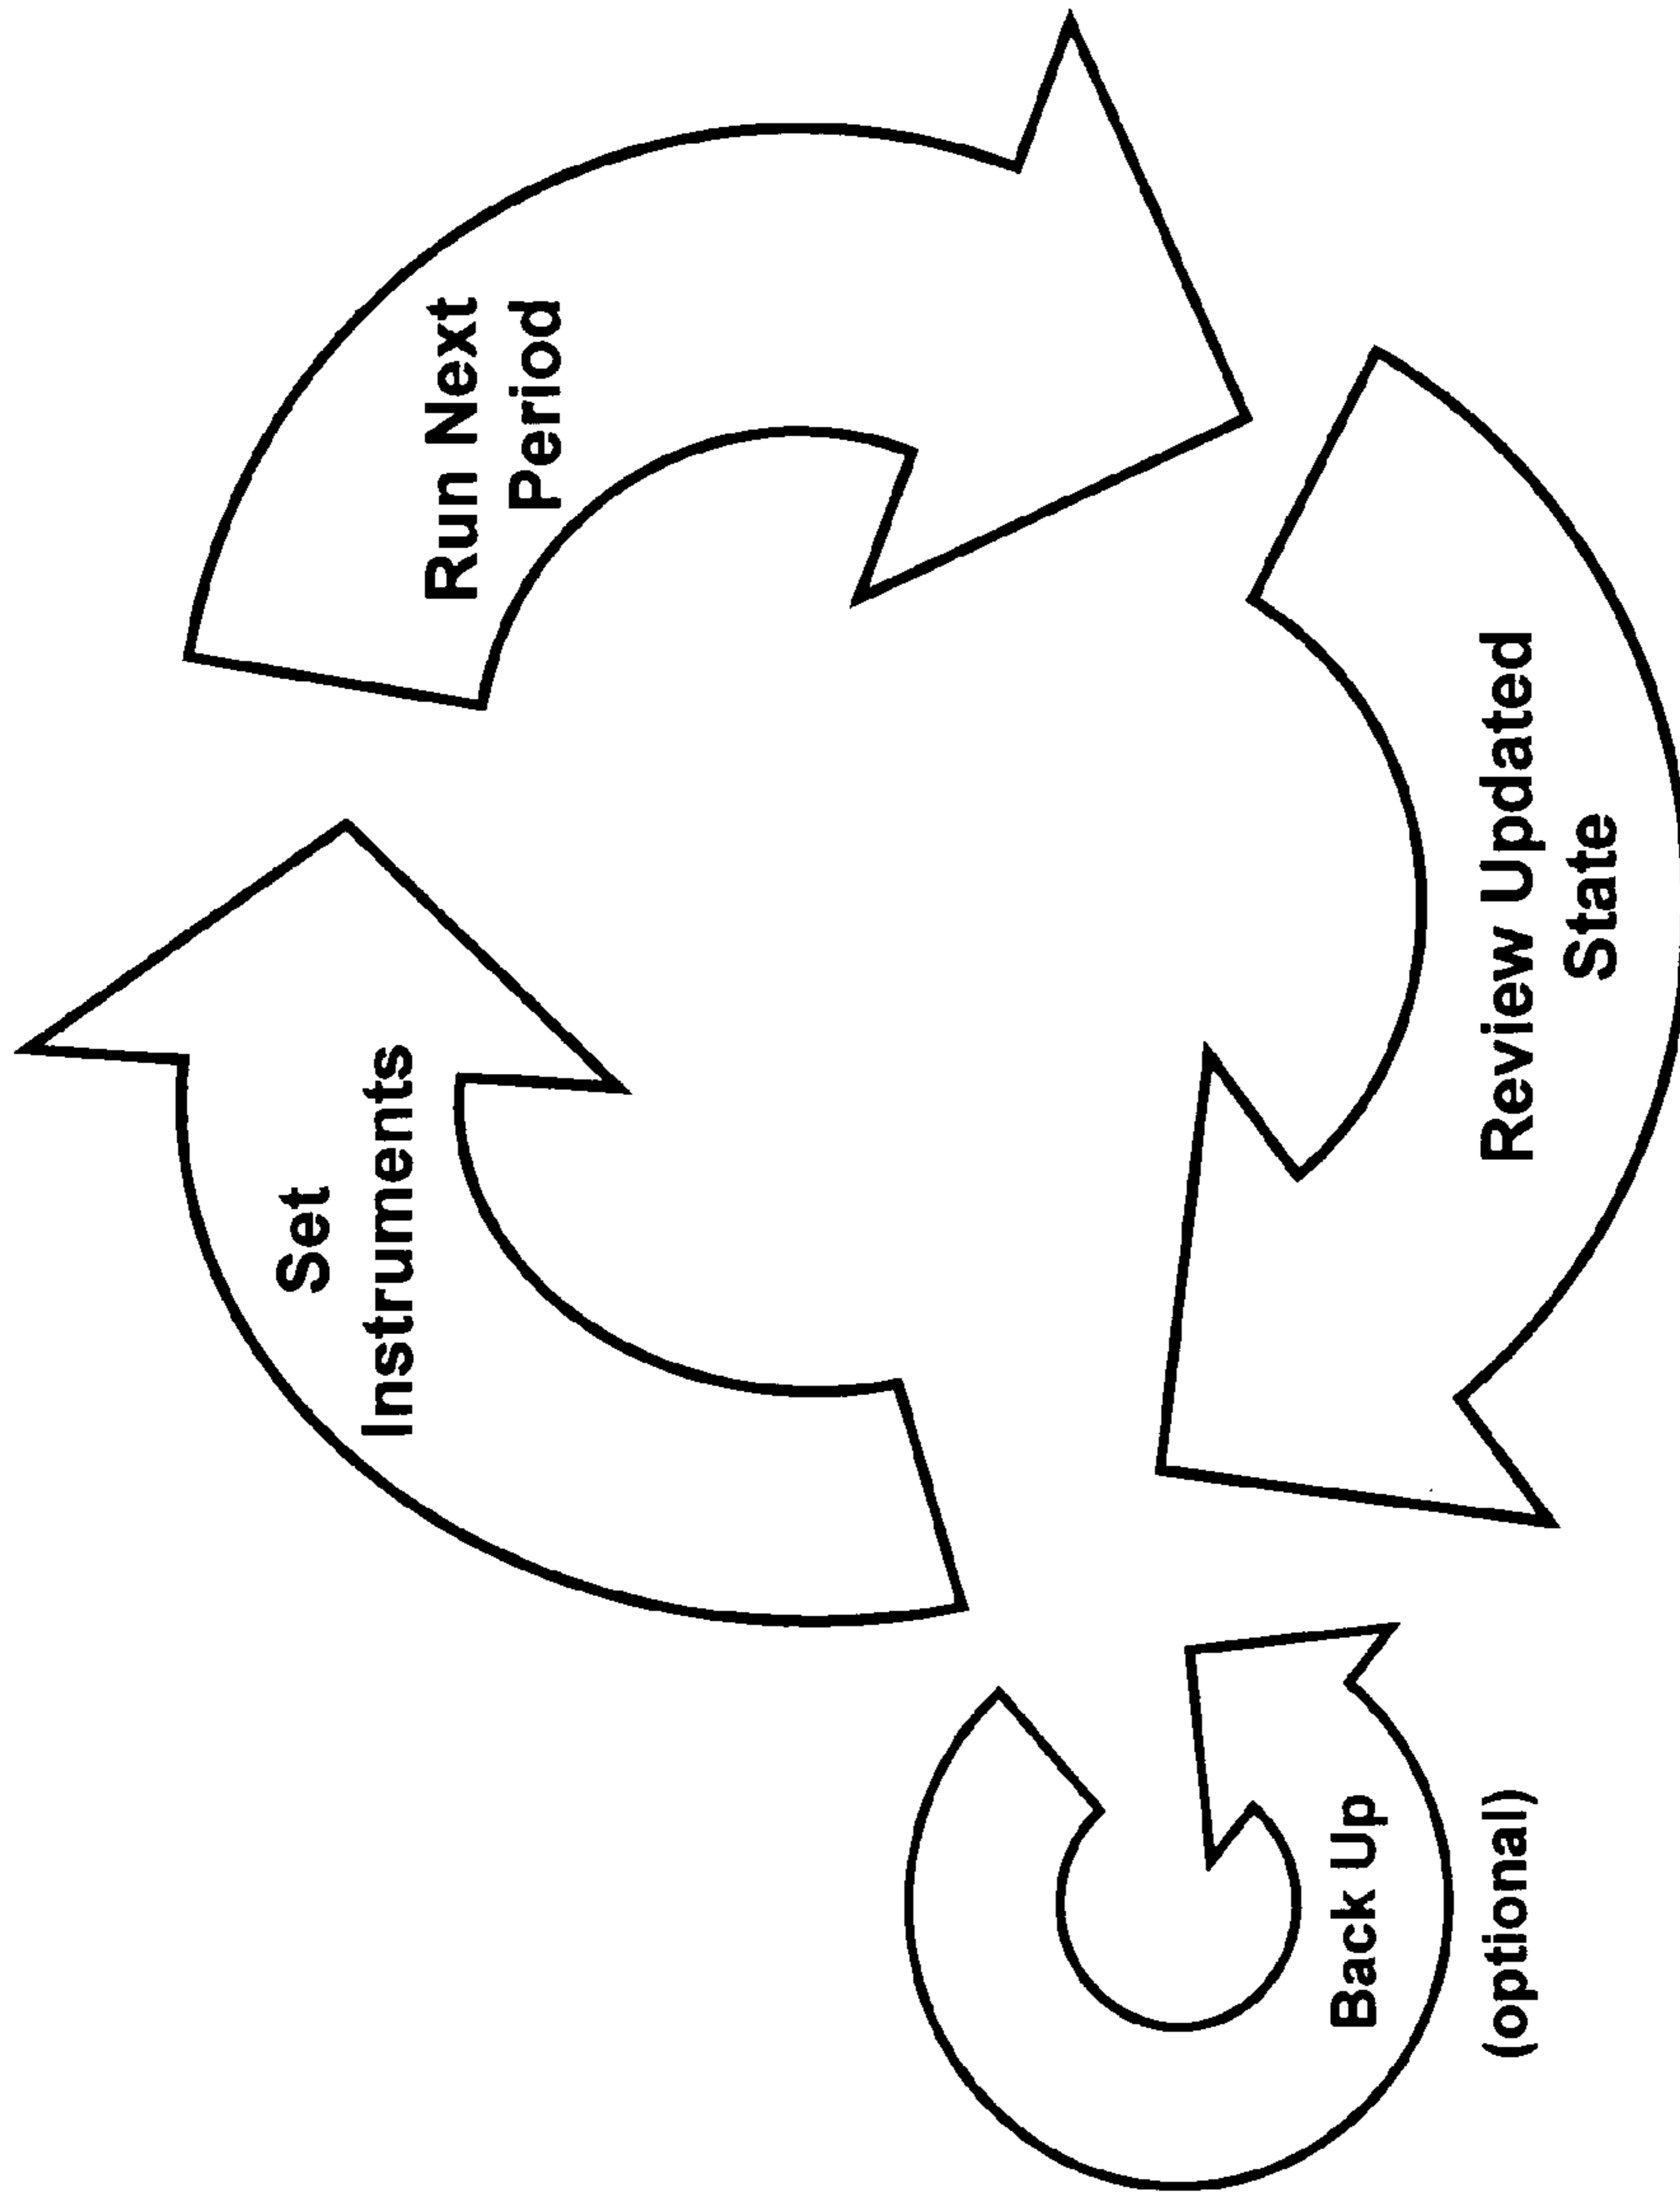 Set
Instruments
Run Next
Period
Review Updated
State
Back Up
(optional)